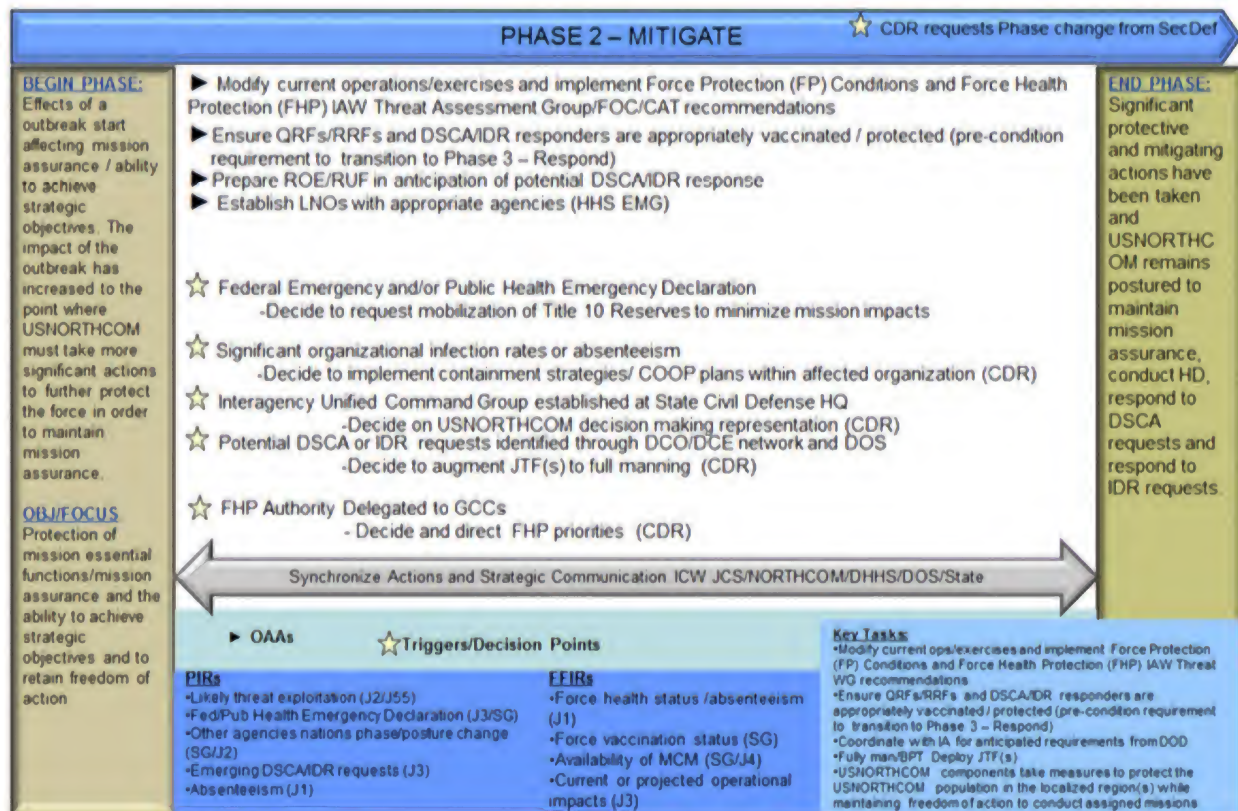 PHASE 2 – MITIGATE
CDR requests Phase change from SecDef
BEGIN PHASE:
Effects of a
outbreak start
affecting mission
assurance / ability
to achieve
strategic
objectives. The
impact of the
outbreak has
increased to the
point where
USNORTHCOM
must take more
significant actions
to further protect
the force in order
to maintain
mission
assurance.
OBJ/FOCUS
Protection of
mission essential
functions/mission
assurance and the
ability to achieve
strategic
objectives and to
retain freedom of
action
► Modify current operations/exercises and implement Force Protection (FP) Conditions and Force Health
Protection (FHP) IAW Threat Assessment Group/FOC/CAT recommendations
► Ensure QRFs/RRFs and DSCA/IDR responders are appropriately vaccinated / protected (pre-condition
requirement to transition to Phase 3 – Respond)
► Prepare ROE/RUF in anticipation of potential DSCA/IDR response
► Establish LNOs with appropriate agencies (HHS EMG)
Federal Emergency and/or Public Health Emergency Declaration
-Decide to request mobilization of Title 10 Reserves to minimize mission impacts
Significant organizational infection rates or absenteeism
-Decide to implement containment strategies/ COOP plans within affected organization (CDR)
Interagency Unified Command Group established at State Civil Defense HQ
-Decide on USNORTHCOM decision making representation (CDR)
Potential DSCA or IDR requests identified through DCO/DCE network and DOS
-Decide to augment JTF(s) to full manning (CDR)
FHP Authority Delegated to GCCs
- Decide and direct FHP priorities (CDR)
Synchronize Actions and Strategic Communication ICW JCS/NORTHCOM/DHHS/DOS/State
END PHASE:
Significant
protective
and mitigating
actions have
been taken
and
USNORTHC
OM remains
postured to
maintain
mission
assurance,
conduct HD,
respond to
DSCA
requests and
respond to
IDR requests.
► OAAs
Triggers/Decision Points
PIRs
•Likely threat exploitation (J2/J55)
•Fed/Pub Health Emergency Declaration (J3/SG)
•Other agencies nations phase/posture change
(SG/J2)
•Emerging DSCA/IDR requests (J3)
•Absenteeism (J1)
FFIRs
•Force health status /absenteeism
(J1)
•Force vaccination status (SG)
•Availability of MCM (SG/J4)
•Current or projected operational
impacts (J3)
Key Tasks:
•Modify current ops/exercises and implement Force Protection
(FP) Conditions and Force Health Protection (FHP) IAW Threat
WG recommendations
•Ensure QRFs/RRFs and DSCA/IDR responders are
appropriately vaccinated / protected (pre-condition requirement
to transition to Phase 3 – Respond)
•Coordinate with IA for anticipated requirements from DOD
•Fully man/BPT Deploy JTF(s)
•USNORTHCOM components take measures to protect the
USNORTHCOM population in the localized region(s) while
maintaining freedom of action to conduct assigned missions